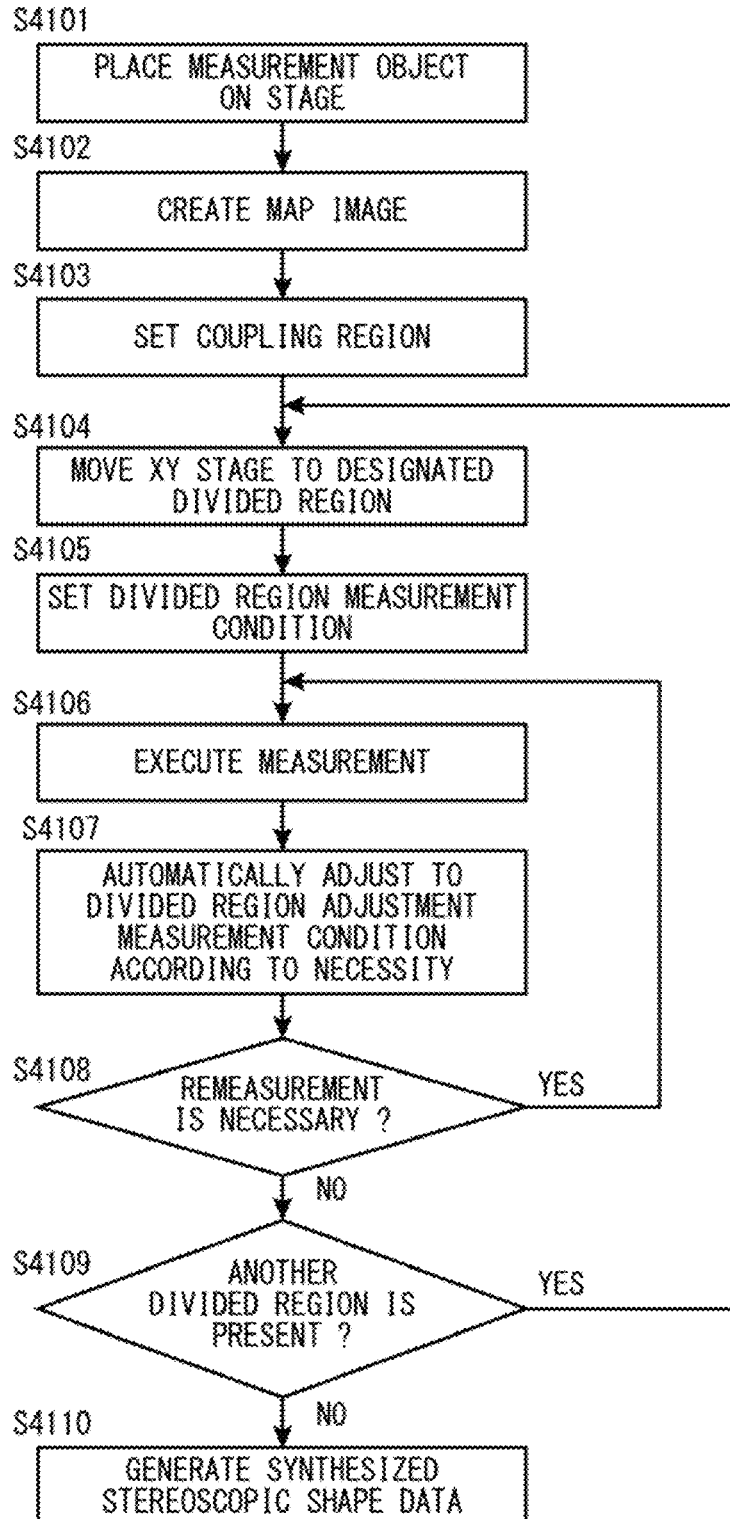 S4101
PLACE MEASUREMENT OBJECT
ON STAGE
S4102
CREATE MAP IMAGE
S4103
SET COUPLING REGION
S4104
MOVE XY STAGE TO DESIGNATED
DIVIDED REGION
S4105
SET DIVIDED REGION MEASUREMENT
CONDITION
S4106
EXECUTE MEASUREMENT
S4107
AUTOMATICALLY ADJUST TO
DIVIDED REGION ADJUSTMENT
MEASUREMENT CONDITION
ACCORDING TO NECESSITY
S4108
REMEASUREMENT
IS NECESSARY ?
YES
NO
S4109
ANOTHER
DIVIDED REGION IS
PRESENT ?
YES
NO
S4110
GENERATE SYNTHESIZED
STEREOSCOPIC SHAPE DATA